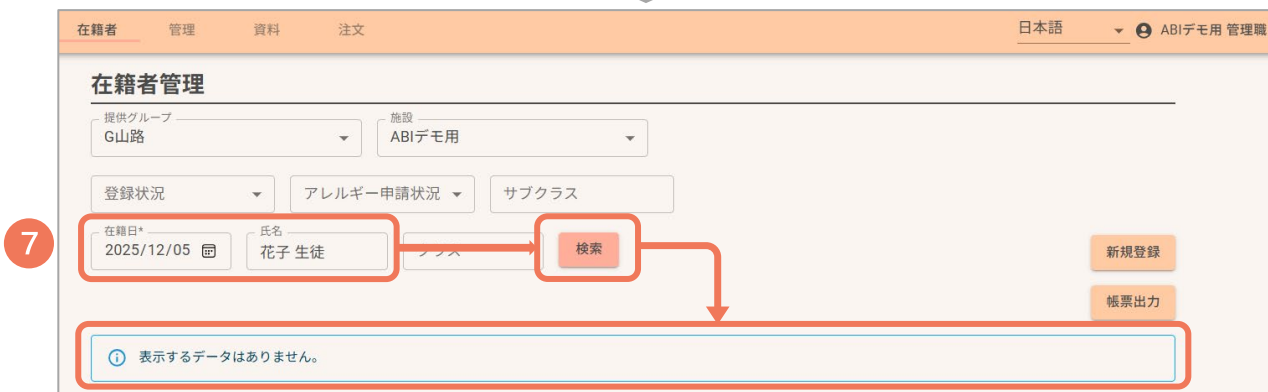 在籍者 管理 資料 注文 日本語 ABIデモ用 管理職
在籍者管理
提供グループ 施設
G山路 ABIデモ用
登録状況 アレルギー申請状況 サブクラス
7
在籍日* 氏名
2025/12/05 花子 生徒 クラス 検索 新規登録
帳票出力
表示するデータはありません。